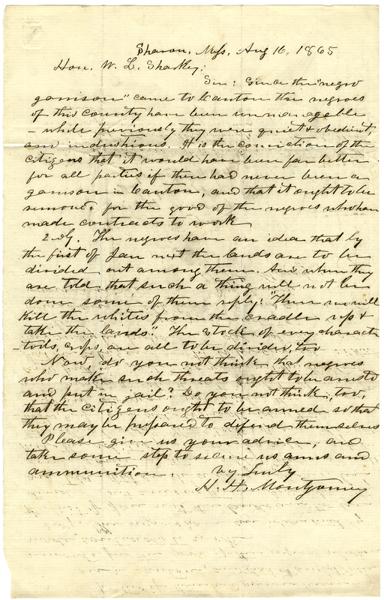 Sharon, Miss, Aug 16, 1865
Hon. W. L. Sharkey:
Sir: Since the "negro
garrison" came to Canton the negroes
of this County have been unmanageable
- while previously they were quiet & obedient,
and industrious. It is the conviction of the
citizens that it would have been far better
for all parties if there had never been a
garrison in Canton, and that it ought to be
removed for the good of the negroes who have
made contracts to work
2-dly. The negroes have an idea that by
the first of Jan next the lands are to be
divided out among them. And when they
are told that such a thing will not be
done some of them reply: "Then we will
kill the whites from the cradle up &
take the lands." The stock of every character
- tools, crops, are all to be divided, too
Now, do you not think that negroes
who make such threats ought to be arrested
and put in jail? Do you not think, too,
that the citizens ought to be armed so that
they may be prepared to defend themselves
Please give us your advice, and
take some step to secure us arms and
ammunition.
Truly
H. H. Montgomery